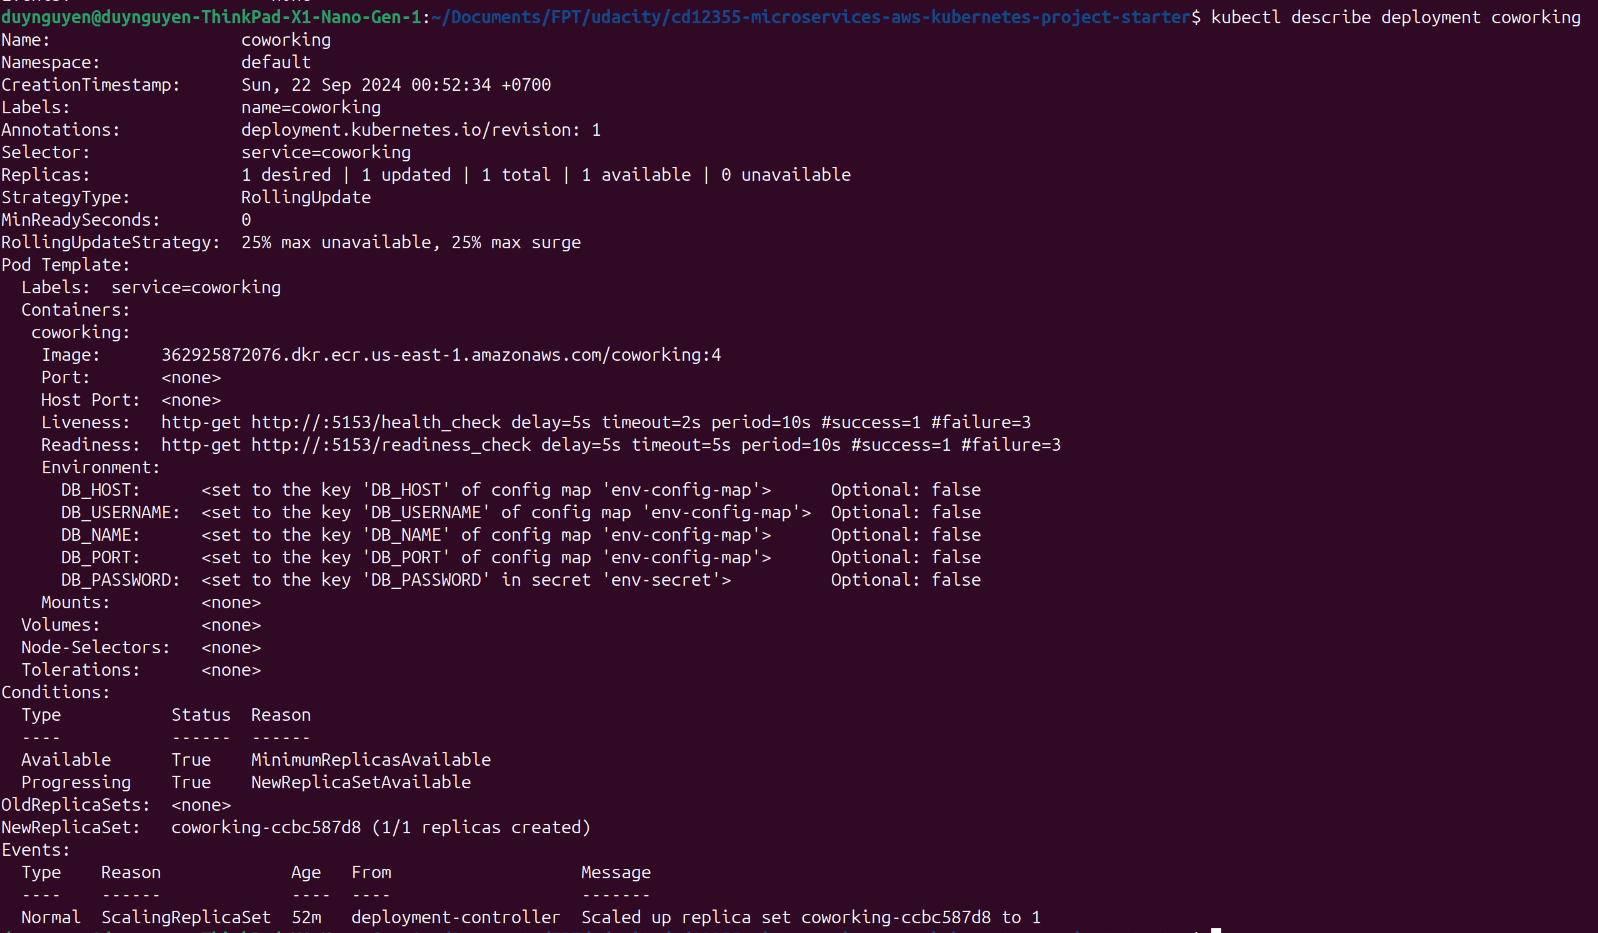 duynguyen@duynguyen-ThinkPad-X1-Nano-Gen-1:~/Documents/FPT/udacity/cd12355-microservices-aws-kubernetes-project-starter$ kubectl describe deployment coworking
Name:                   coworking
Namespace:              default
CreationTimestamp:      Sun, 22 Sep 2024 00:52:34 +0700
Labels:                 name=coworking
Annotations:            deployment.kubernetes.io/revision: 1
Selector:               service=coworking
Replicas:               1 desired | 1 updated | 1 total | 1 available | 0 unavailable
StrategyType:           RollingUpdate
MinReadySeconds:        0
RollingUpdateStrategy:  25% max unavailable, 25% max surge
Pod Template:
  Labels:  service=coworking
  Containers:
   coworking:
    Image:      362925872076.dkr.ecr.us-east-1.amazonaws.com/coworking:4
    Port:       <none>
    Host Port:  <none>
    Liveness:   http-get http://:5153/health_check delay=5s timeout=2s period=10s #success=1 #failure=3
    Readiness:  http-get http://:5153/readiness_check delay=5s timeout=5s period=10s #success=1 #failure=3
    Environment:
      DB_HOST:      <set to the key 'DB_HOST' of config map 'env-config-map'>      Optional: false
      DB_USERNAME:  <set to the key 'DB_USERNAME' of config map 'env-config-map'>  Optional: false
      DB_NAME:      <set to the key 'DB_NAME' of config map 'env-config-map'>      Optional: false
      DB_PORT:      <set to the key 'DB_PORT' of config map 'env-config-map'>      Optional: false
      DB_PASSWORD:  <set to the key 'DB_PASSWORD' in secret 'env-secret'>          Optional: false
    Mounts:         <none>
  Volumes:          <none>
  Node-Selectors:   <none>
  Tolerations:      <none>
Conditions:
  Type           Status  Reason
  ----           ------  ------
  Available      True    MinimumReplicasAvailable
  Progressing    True    NewReplicaSetAvailable
OldReplicaSets:  <none>
NewReplicaSet:   coworking-ccbc587d8 (1/1 replicas created)
Events:
  Type    Reason             Age   From                   Message
  ----    ------             ----  ----                   -------
  Normal  ScalingReplicaSet  52m   deployment-controller  Scaled up replica set coworking-ccbc587d8 to 1